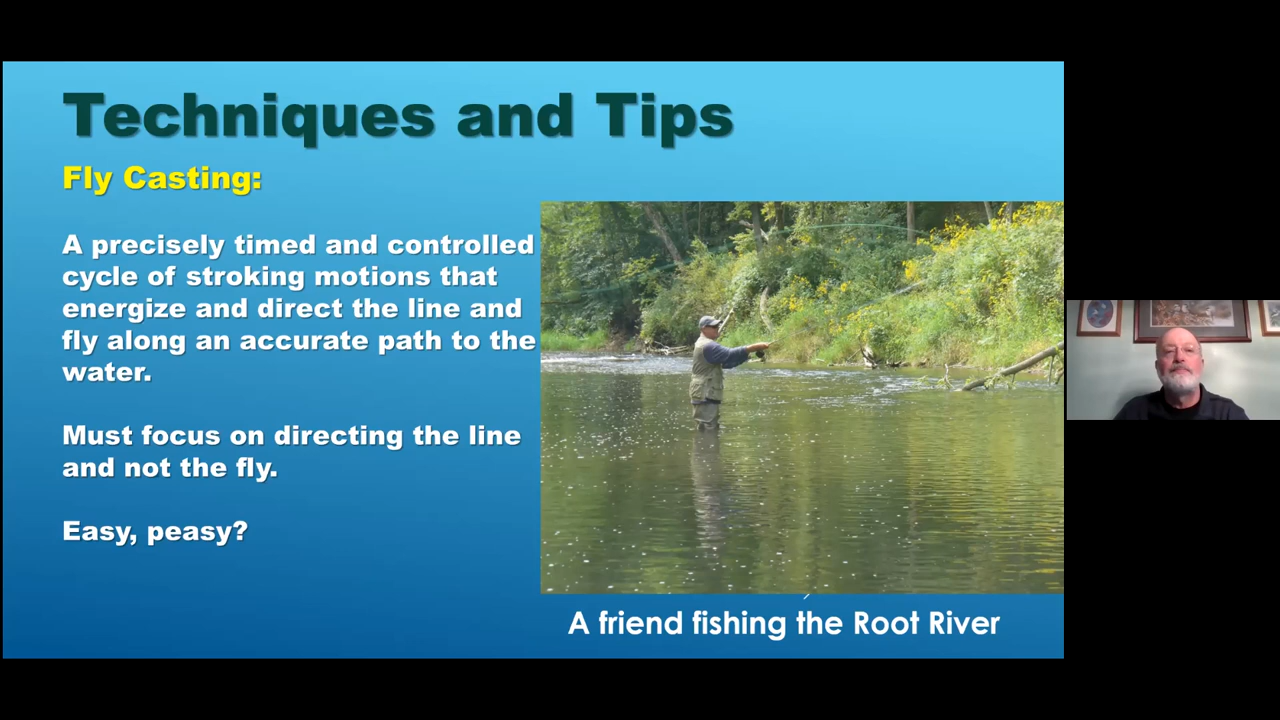 Techniques and Tips
Fly Casting:
A precisely timed and controlled
cycle of stroking motions that
energize and direct the line and
fly along an accurate path to the
water.
Must focus on directing the line
and not the fly.
Easy, peasy?
A friend fishing the Root River